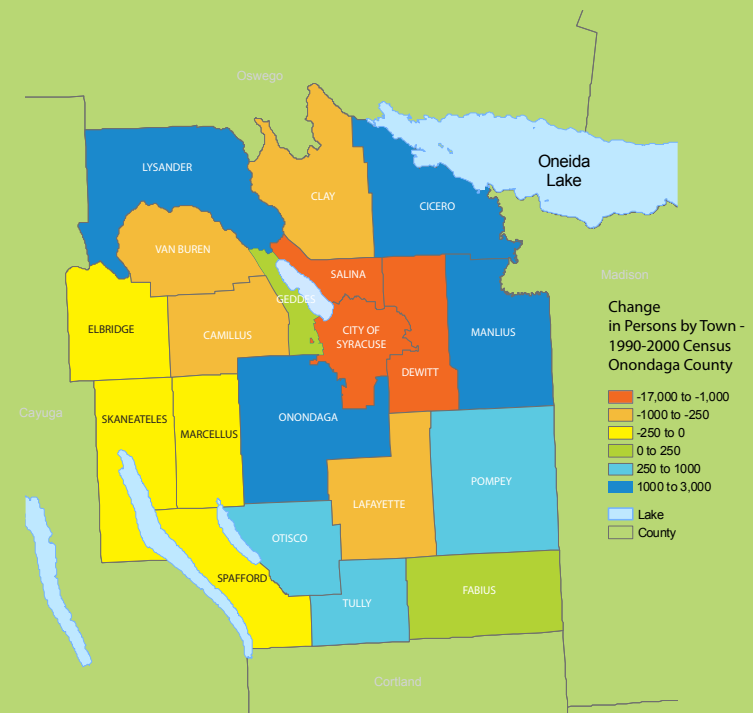 Oswego
Oneida
Lake
LYSANDER
CLAY
CICERO
VAN BUREN
SALINA
Madison
GEDDES
ELBRIDGE
CAMILLUS
CITY OF
SYRACUSE
MANLIUS
DEWITT
Change
in Persons by Town -
1990-2000 Census
Onondaga County
-17,000 to -1,000
-1000 to -250
-250 to 0
0 to 250
250 to 1000
1000 to 3,000
Lake
County
Cayuga
SKANEATELES
MARCELLUS
ONONDAGA
POMPEY
LAFAYETTE
OTISCO
SPAFFORD
TULLY
FABIUS
Cortland